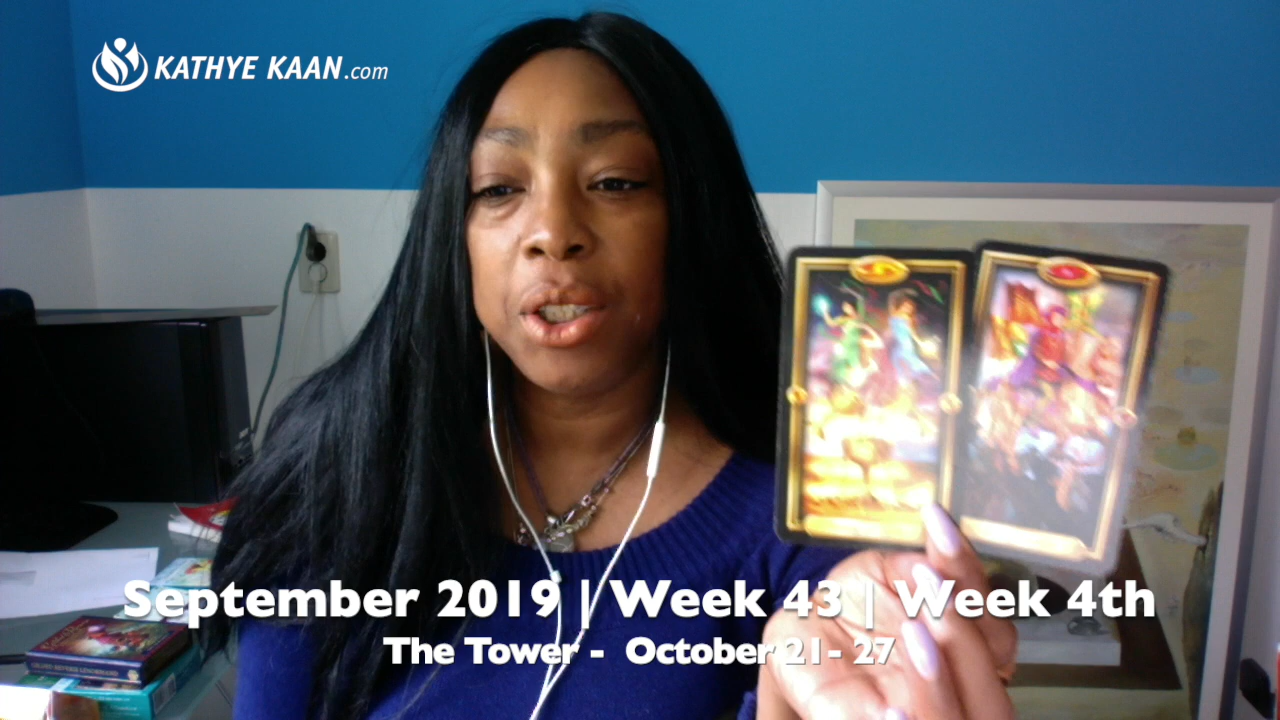 KATHYE KAAN.com
September 2019 | Week 43 | Week 4th
The Tower - October 21- 27